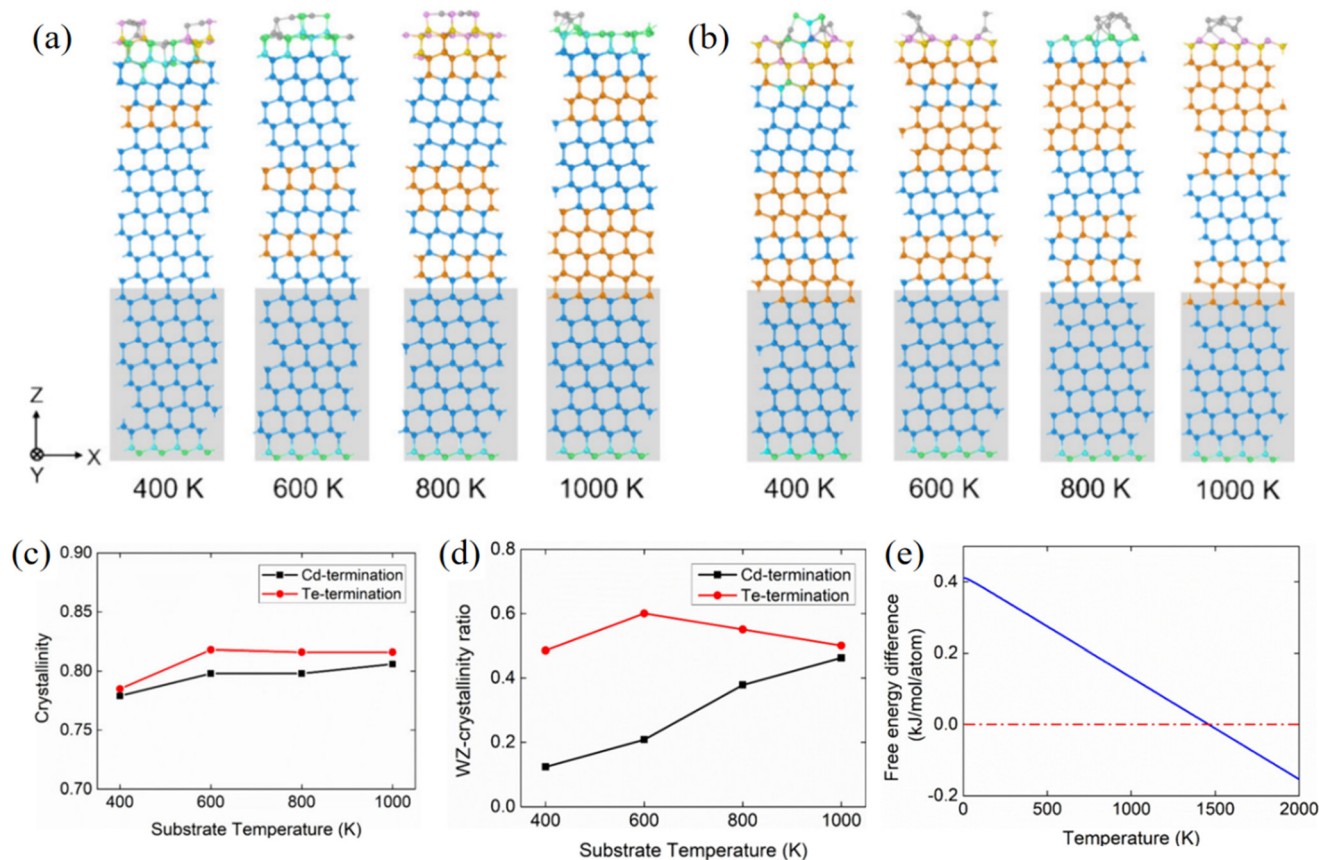 (a)
(b)
Z
Y
X
400 K
600 K
800 K
1000 K
400 K
600 K
800 K
1000 K
(c)
0.90
0.85
0.80
0.75
0.70
Crystallinity
Cd-termination
Te-termination
400
600
800
1000
Substrate Temperature (K)
(d)
0.8
0.6
0.4
0.2
0.0
WZ-crystallinity ratio
Cd-termination
Te-termination
400
600
800
1000
Substrate Temperature (K)
(e)
0.4
0.2
0.0
-0.2
Free energy difference
(kJ/mol/atom)
0
500
1000
1500
2000
Temperature (K)